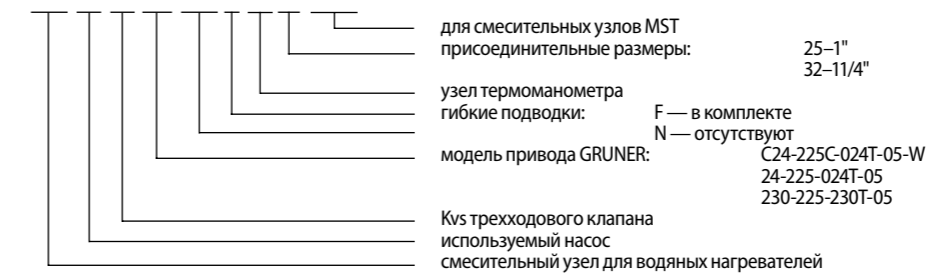 для смесительных узлов MST
присоединительные размеры: 25–1"
32–11/4"
узел термоманометра
гибкие подводки: F — в комплекте
N — отсутствуют
модель привода GRUNER: C24-225C-024T-05-W
24-225-024T-05
230-225-230T-05
Kvs трехходового клапана
используемый насос
смесительный узел для водяных нагревателей